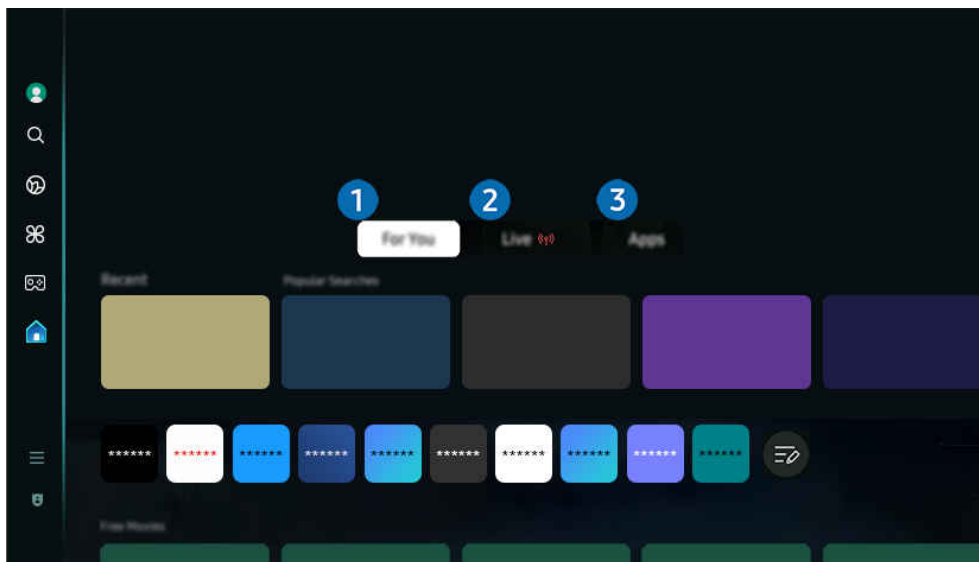 1 2 3
For You Live Apps
Recent Popular Searches
****** ****** ****** ****** ****** ****** ****** ****** ****** ******
Free Movies